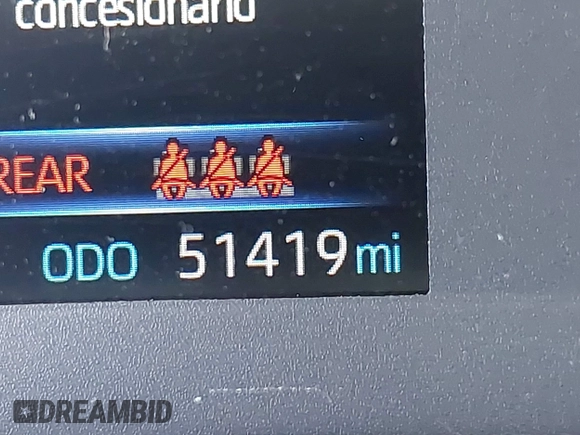 concesionario
REAR
ODO 51419 mi
DREAMBID